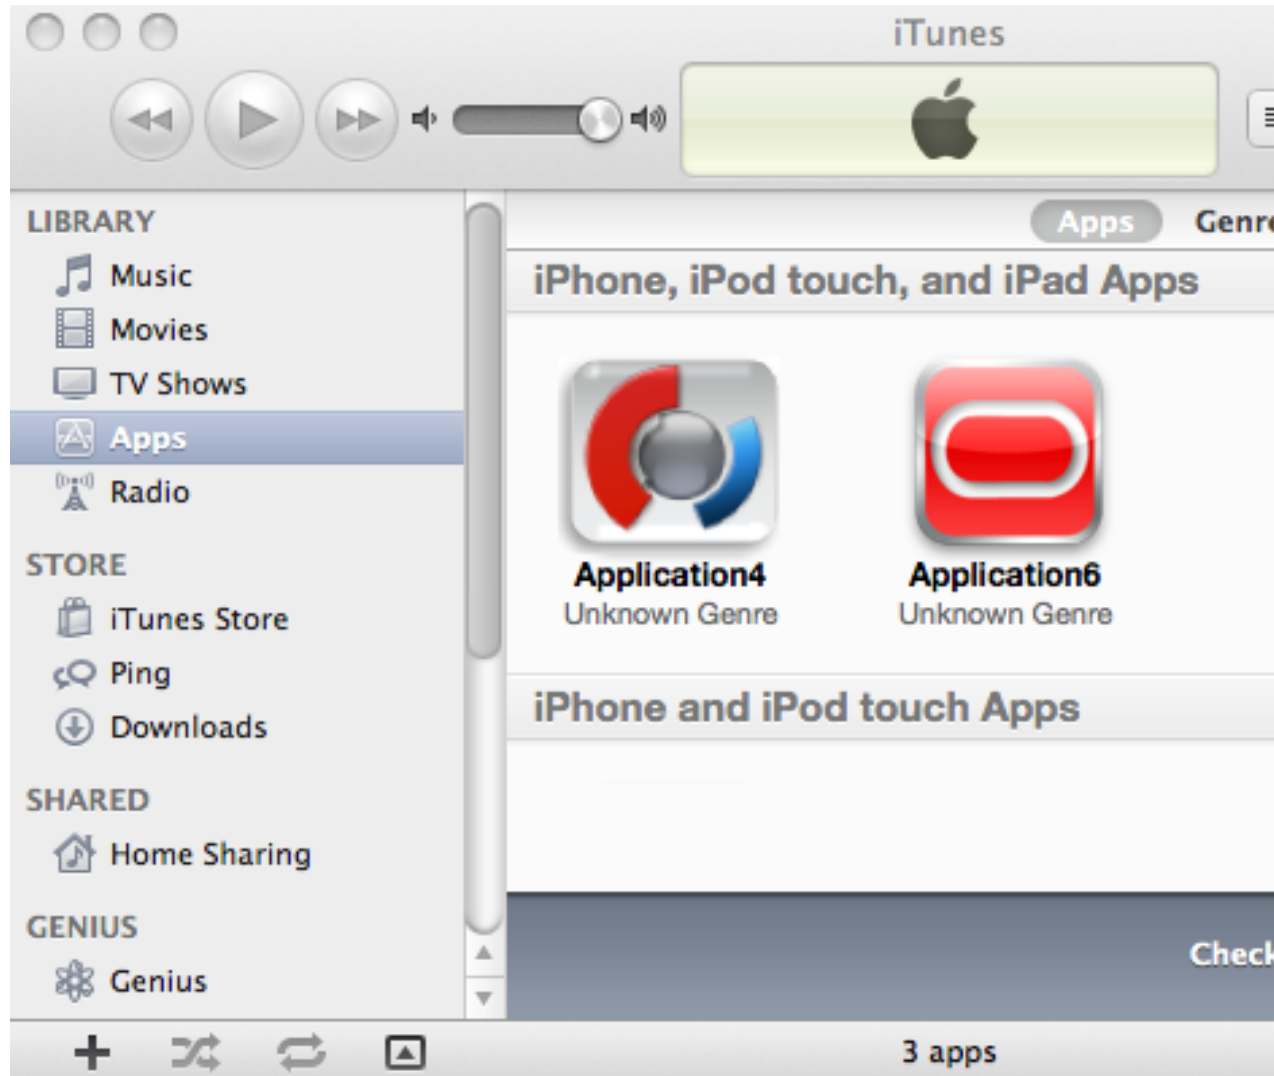 iTunes
LIBRARY
Music
Movies
TV Shows
Apps
Radio
STORE
iTunes Store
Ping
Downloads
SHARED
Home Sharing
GENIUS
Genius
Apps Genre
iPhone, iPod touch, and iPad Apps
Application4 Application6
Unknown Genre Unknown Genre
iPhone and iPod touch Apps
Check
3 apps